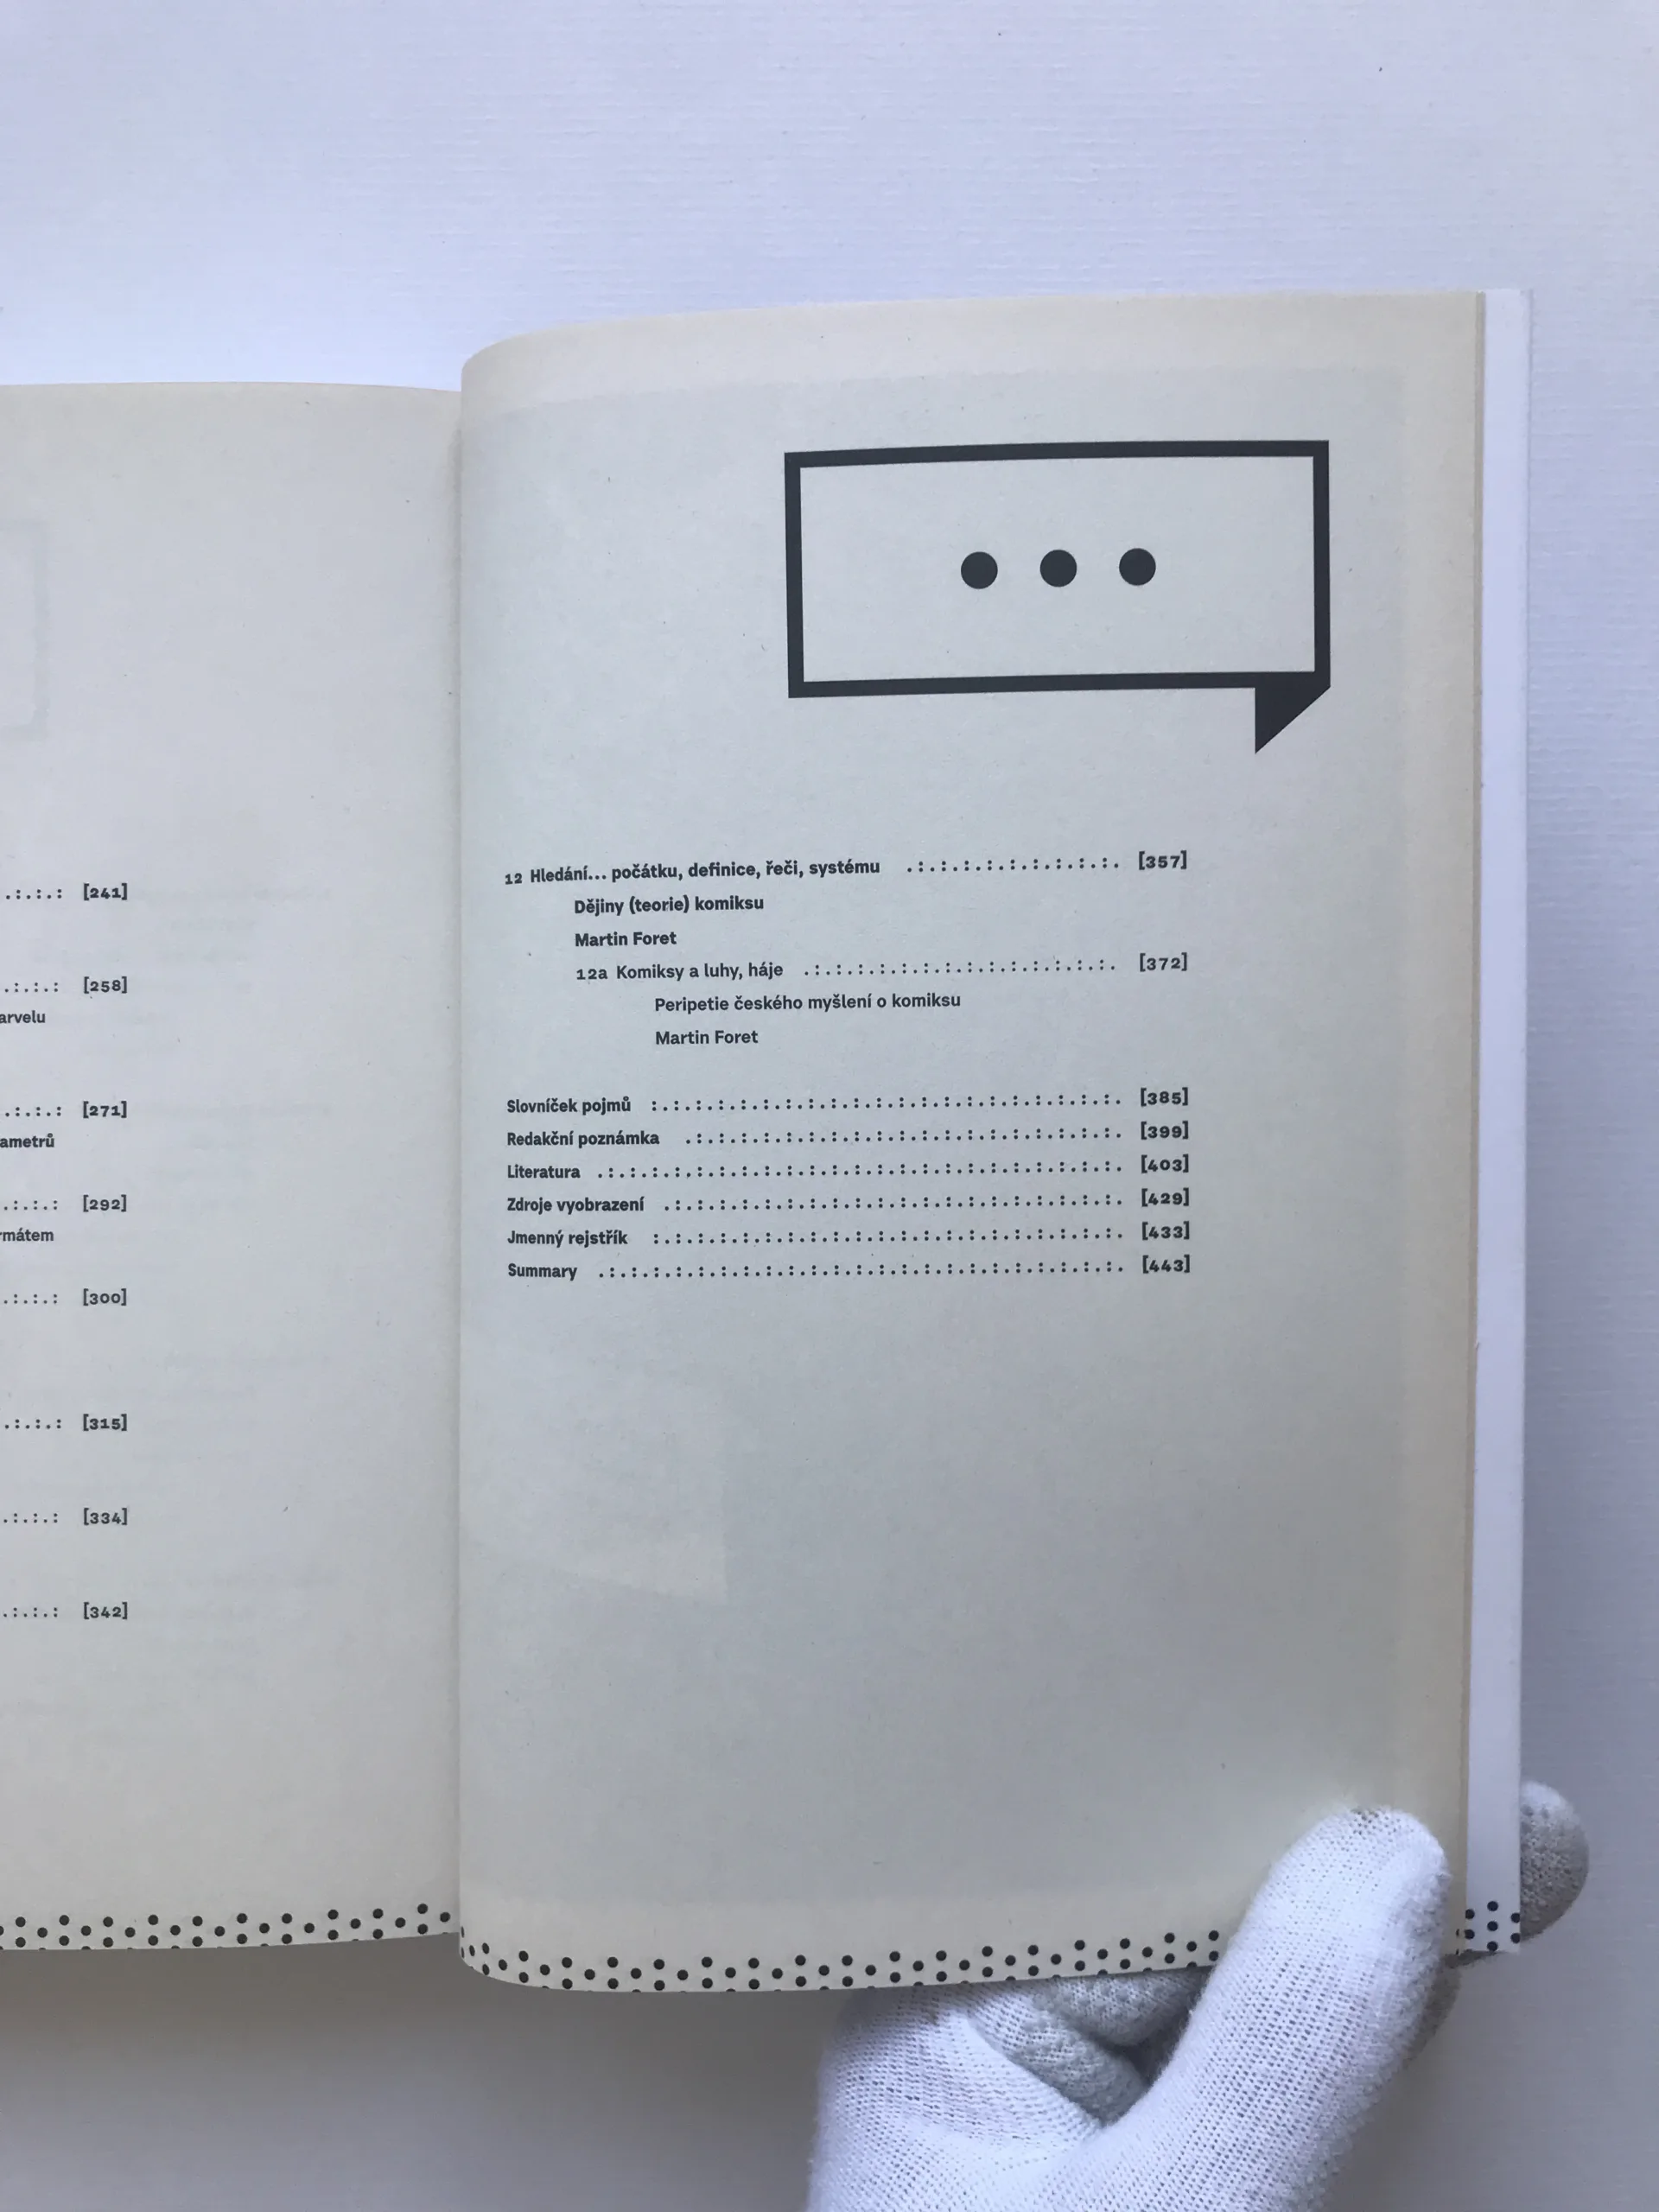 [241]
[258]
arvelu
[271]
ametrů
[292]
rmátem
[300]
[315]
[334]
[342]
12 Hledání... počátku, definice, řeči, systému .:.:.:.:.:.:.:.:.:. [357]
Dějiny (teorie) komiksu
Martin Foret
12a Komiksy a luhy, háje .:.:.:.:.:.:.:.:.:.:.:.:.:. [372]
Peripetie českého myšlení o komiksu
Martin Foret
Slovníček pojmů :.:.:.:.:.:.:.:.:.:.:.:.:.:.:.:.:.:.:.:.:. [385]
Redakční poznámka .:.:.:.:.:.:.:.:.:.:.:.:.:.:.:.:.:.:.:. [399]
Literatura .:.:.:.:.:.:.:.:.:.:.:.:.:.:.:.:.:.:.:.:.:.:.:. [403]
Zdroje vyobrazení .:.:.:.:.:.:.:.:.:.:.:.:.:.:.:.:.:.:.:.:. [429]
Jmenný rejstřík :.:.:.:.:.:.:.:.:.:.:.:.:.:.:.:.:.:.:.:.:. [433]
Summary .:.:.:.:.:.:.:.:.:.:.:.:.:.:.:.:.:.:.:.:.:.:.:. [443]